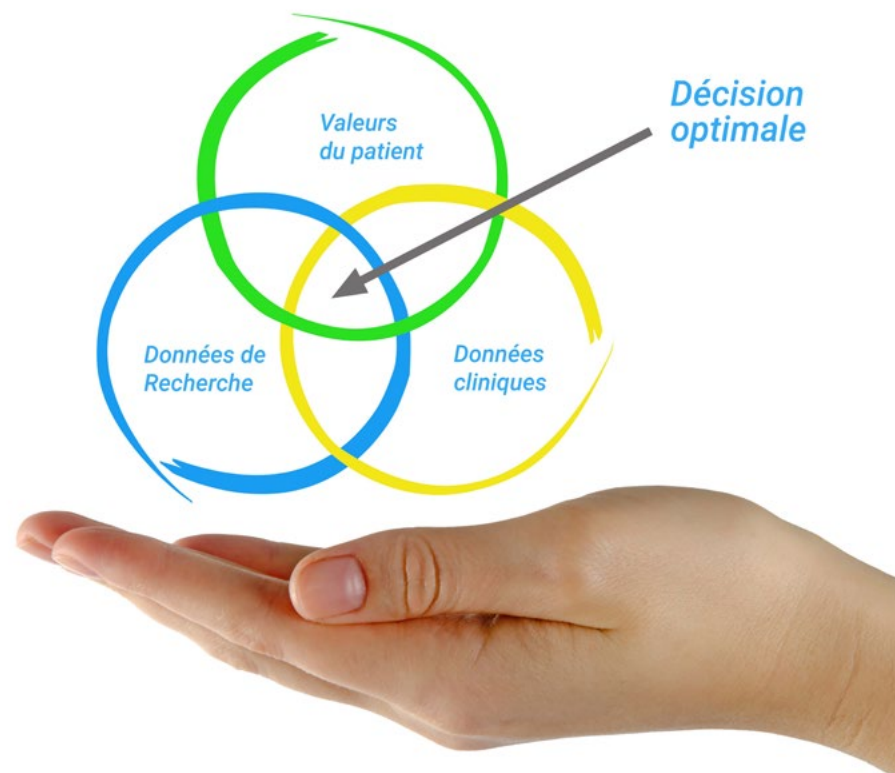 Valeurs
du patient
Décision
optimale
Données de
Recherche
Données
cliniques